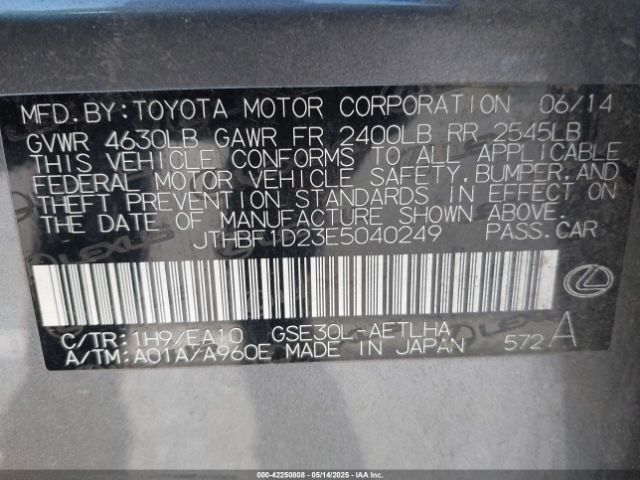 MFD.BY:TOYOTA MOTOR CORPORATION 06/14
GVWR 4630LB GAWR FR 2400LB RR 2545LB
THIS VEHICLE CONFORMS TO ALL APPLICABLE
FEDERAL MOTOR VEHICLE SAFETY,BUMPER,AND
THEFT PREVENTION STANDARDS IN EFFECT ON
THE DATE OF MANUFACTURE SHOWN ABOVE.
JTHBF1D23E5040249 PASS.CAR
C/TR:1H9/EA10 GSE30L-AETLHA
A/TM:A01A/A960E MADE IN JAPAN 572 A
000-42250808 - 05/14/2025 - IAAI.COM